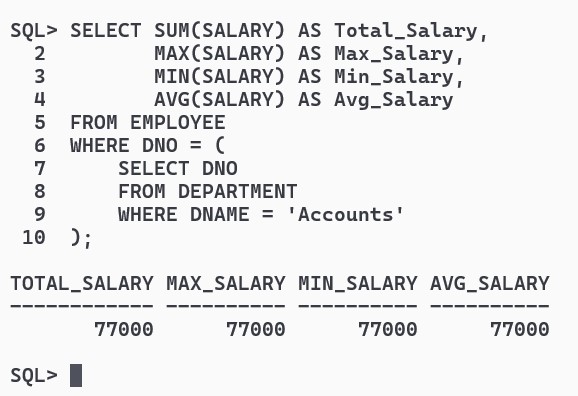 SQL> SELECT SUM(SALARY) AS Total_Salary,
  2         MAX(SALARY) AS Max_Salary,
  3         MIN(SALARY) AS Min_Salary,
  4         AVG(SALARY) AS Avg_Salary
  5  FROM EMPLOYEE
  6  WHERE DNO = (
  7      SELECT DNO
  8      FROM DEPARTMENT
  9      WHERE DNAME = 'Accounts'
 10  );
TOTAL_SALARY MAX_SALARY MIN_SALARY AVG_SALARY
------------ ---------- ---------- ----------
       77000      77000      77000      77000
SQL>